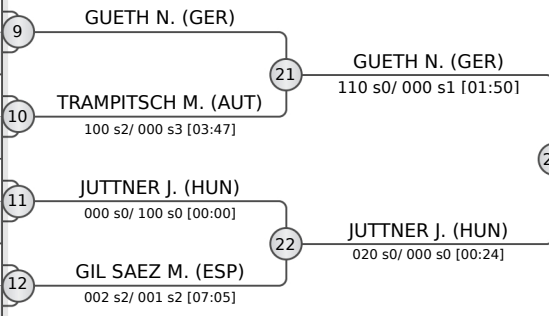 GUETH N. (GER)
9
21
GUETH N. (GER)
110 s0/ 000 s1 [01:50]
TRAMPITSCH M. (AUT)
10
100 s2/ 000 s3 [03:47]
JUTTNER J. (HUN)
11
000 s0/ 100 s0 [00:00]
22
JUTTNER J. (HUN)
020 s0/ 000 s0 [00:24]
GIL SAEZ M. (ESP)
12
002 s2/ 001 s2 [07:05]